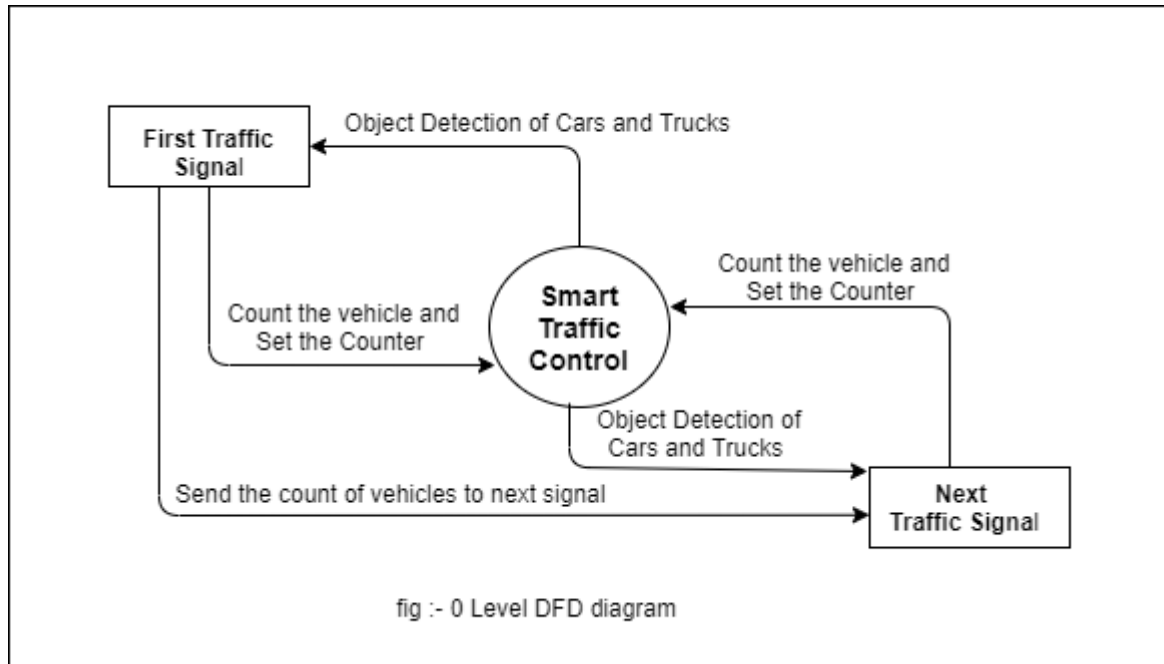 Object Detection of Cars and Trucks
First Traffic
Signal
Count the vehicle and
Set the Counter
Smart
Traffic
Control
Count the vehicle and
Set the Counter
Object Detection of
Cars and Trucks
Send the count of vehicles to next signal
Next
Traffic Signal
fig :- 0 Level DFD diagram